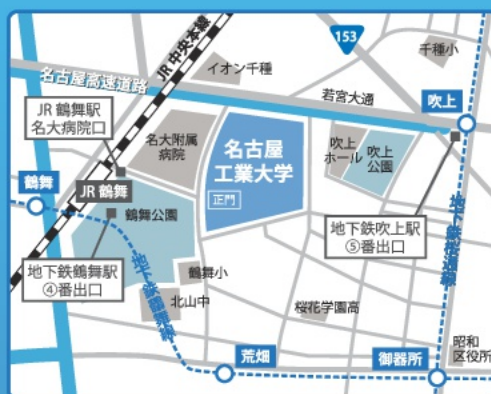 153
千種小
JR 中央本線
イオン千種
名古屋高速道路
若宮大通
吹上
JR 鶴舞駅
名大病院口
名大附属
病院
名古屋
工業大学
正門
吹上
ホール
吹上
公園
鶴舞
JR 鶴舞
鶴舞公園
地下鉄吹上駅
⑤番出口
地下鉄桜通線
地下鉄鶴舞駅
④番出口
地下鉄鶴舞線
鶴舞小
北山中
桜花学園高
荒畑
御器所
昭和
区役所